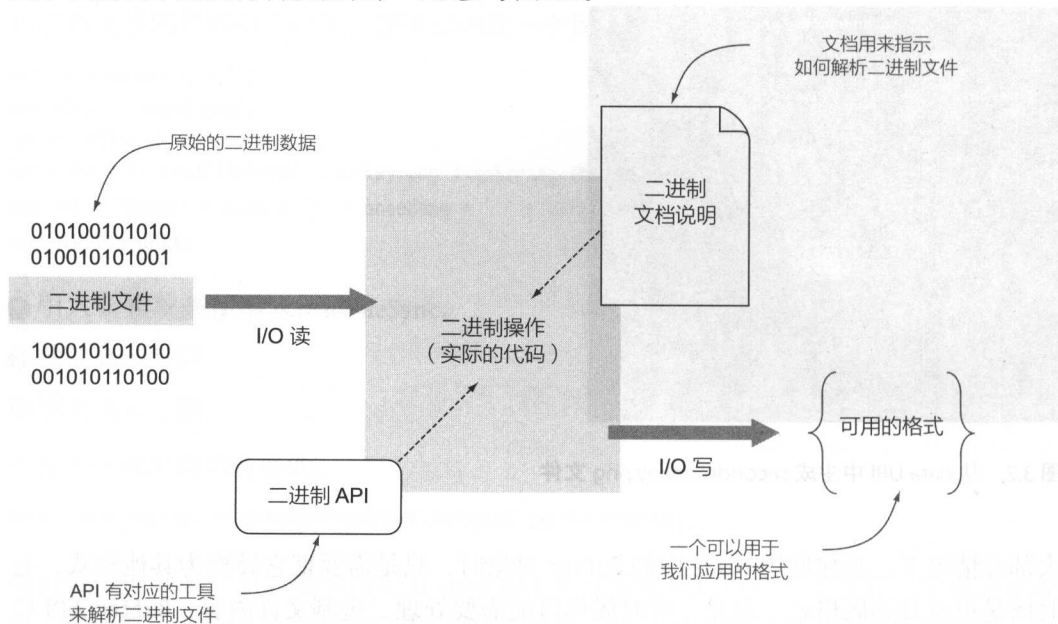 文档用来指示
如何解析二进制文件
原始的二进制数据
二进制
文档说明
010100101010
010010101001
二进制文件
100010101010
001010110100
I/O 读
二进制操作
（实际的代码）
可用的格式
I/O 写
二进制 API
一个可以用于
我们应用的格式
API 有对应的工具
来解析二进制文件